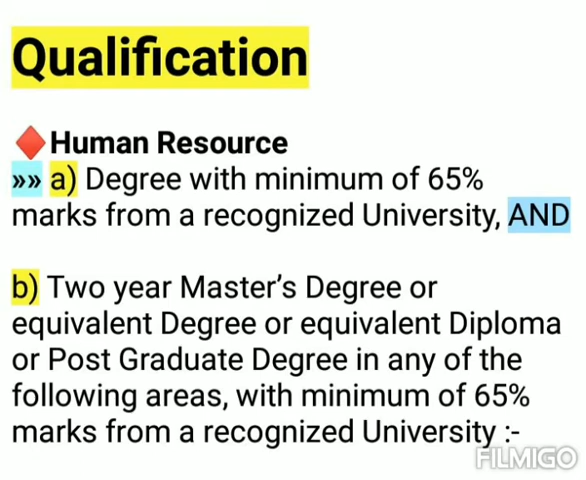 Qualification
♦Human Resource
»» a) Degree with minimum of 65%
marks from a recognized University, AND
b) Two year Master’s Degree or
equivalent Degree or equivalent Diploma
or Post Graduate Degree in any of the
following areas, with minimum of 65%
marks from a recognized University :-
FILMIGO